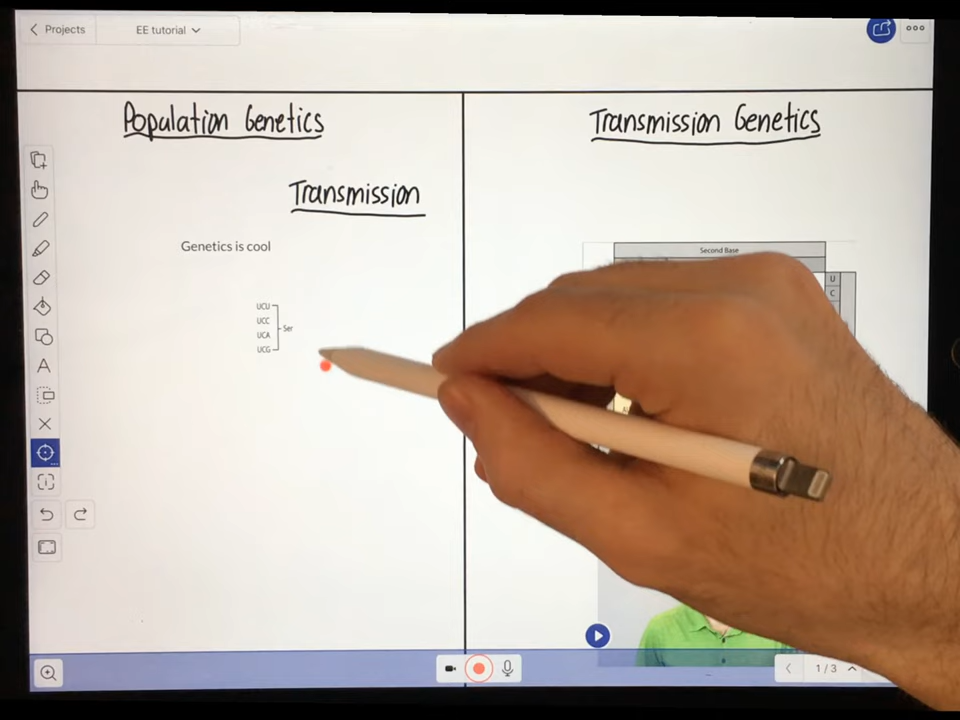 Projects
EE tutorial
Population Genetics
Transmission Genetics
Transmission
Genetics is cool
Second Base
U
C
UCU
UCC
UCA
UCG
Ser
A
1 / 3